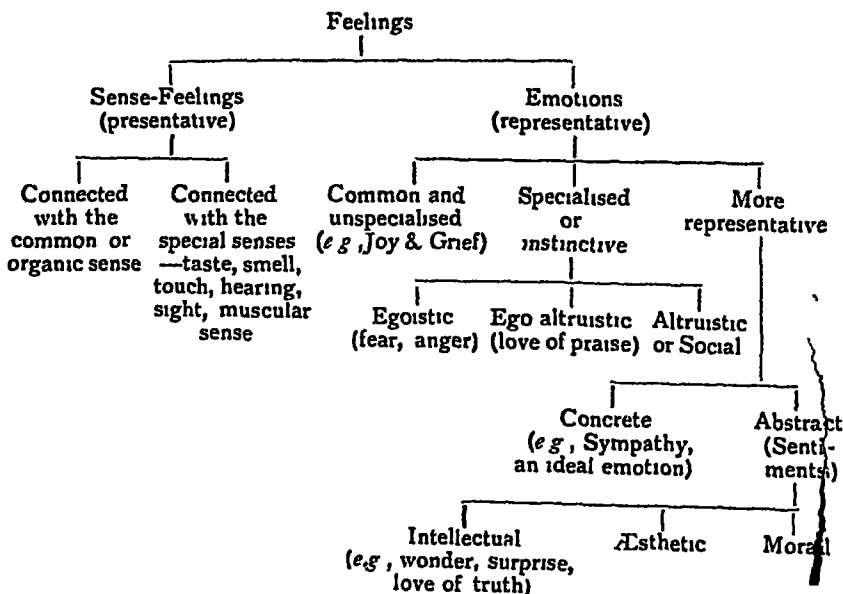 Feelings
Sense-Feelings
(presentative)
Emotions
(representative)
Connected
with the
common or
organic sense
Connected
with the
special senses
—taste, smell,
touch, hearing,
sight, muscular
sense
Common and
unspecialised
(e g, Joy & Grief)
Specialised
or
instinctive
More
representative
Egoistic
(fear, anger)
Ego altruistic
(love of praise)
Altruistic
or Social
Concrete
(e g, Sympathy,
an ideal emotion)
Abstract
(Senti-
ments)
Intellectual
(e.g, wonder, surprise,
love of truth)
Æsthetic
Moral